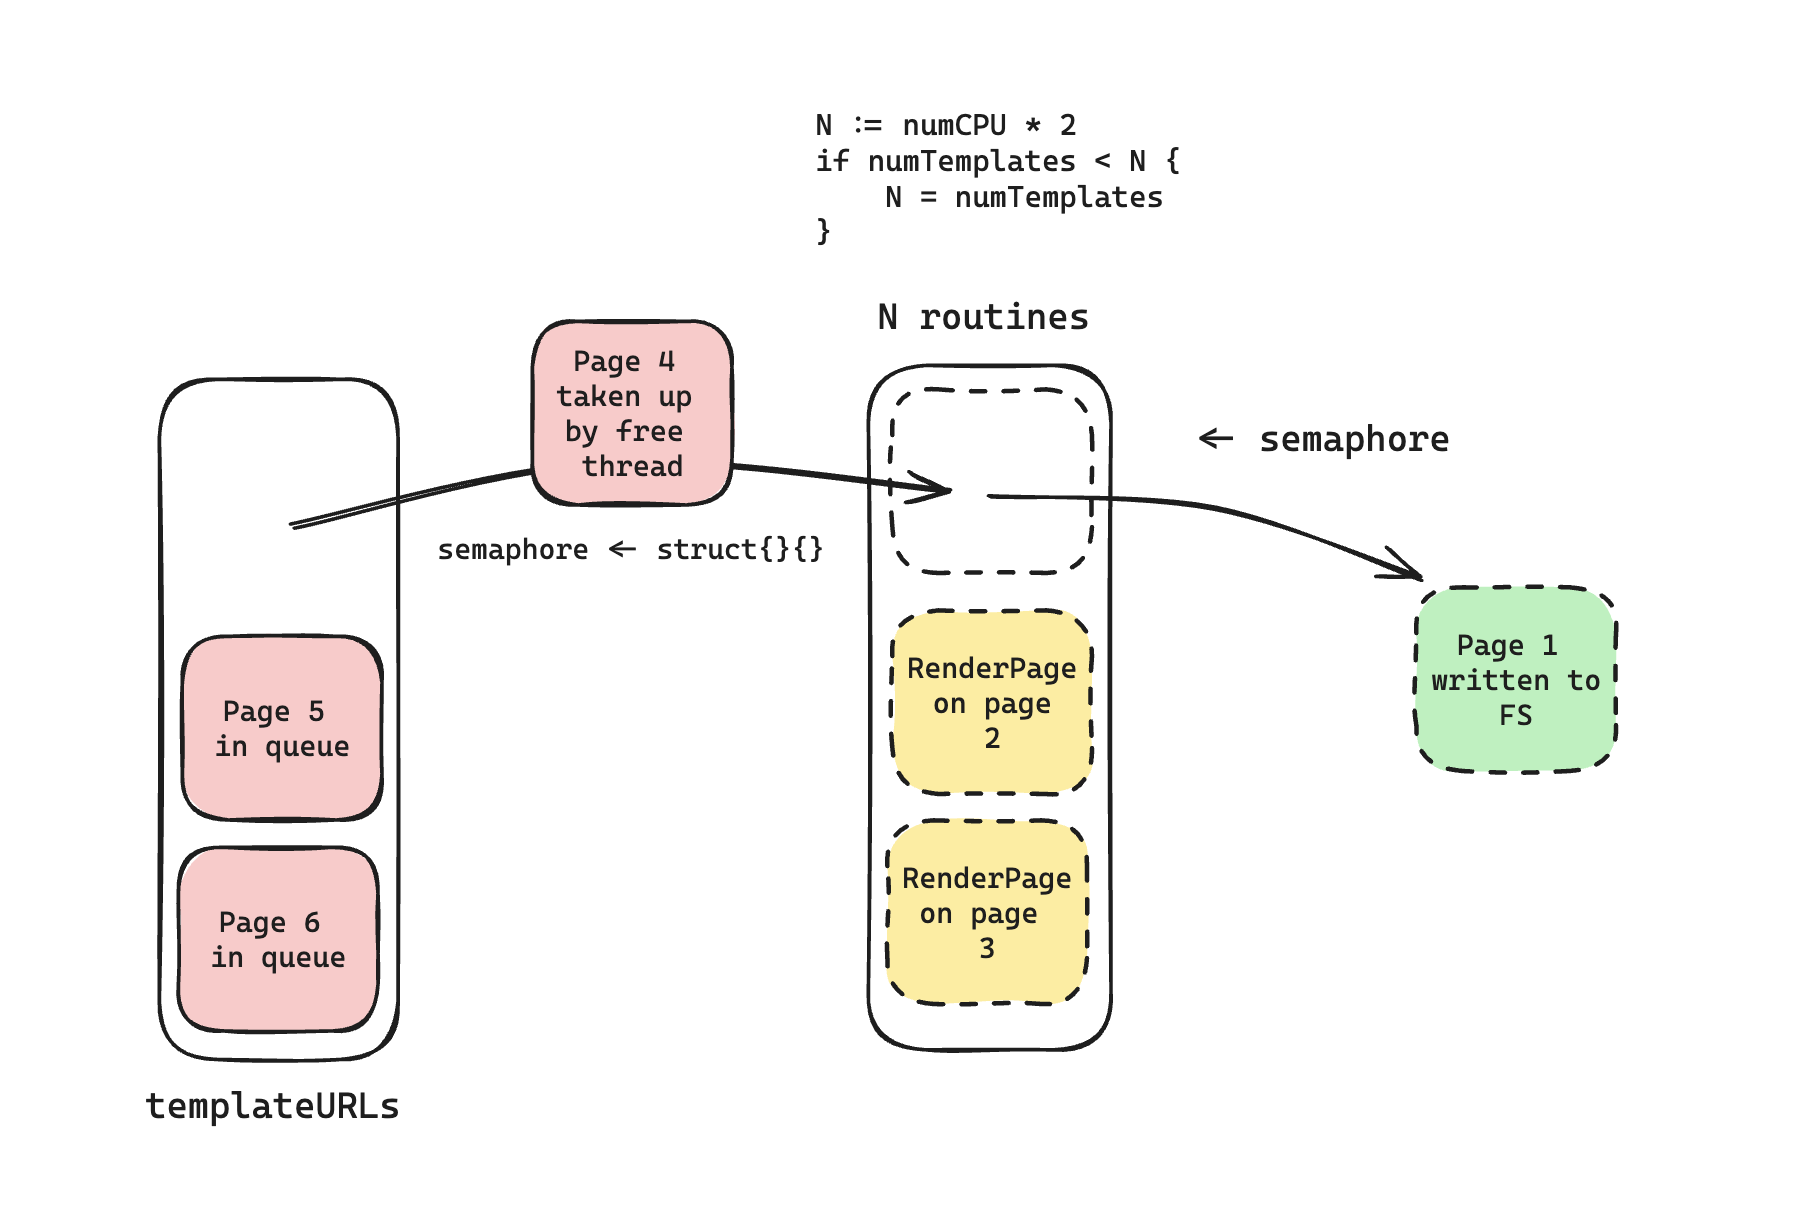 N := numCPU * 2
if numTemplates < N {
    N = numTemplates
}
N routines
Page 4
taken up
by free
thread
← semaphore
semaphore ← struct{}{}
Page 5
in queue
Page 6
in queue
RenderPage
on page
2
RenderPage
on page
3
Page 1
written to
FS
templateURLs